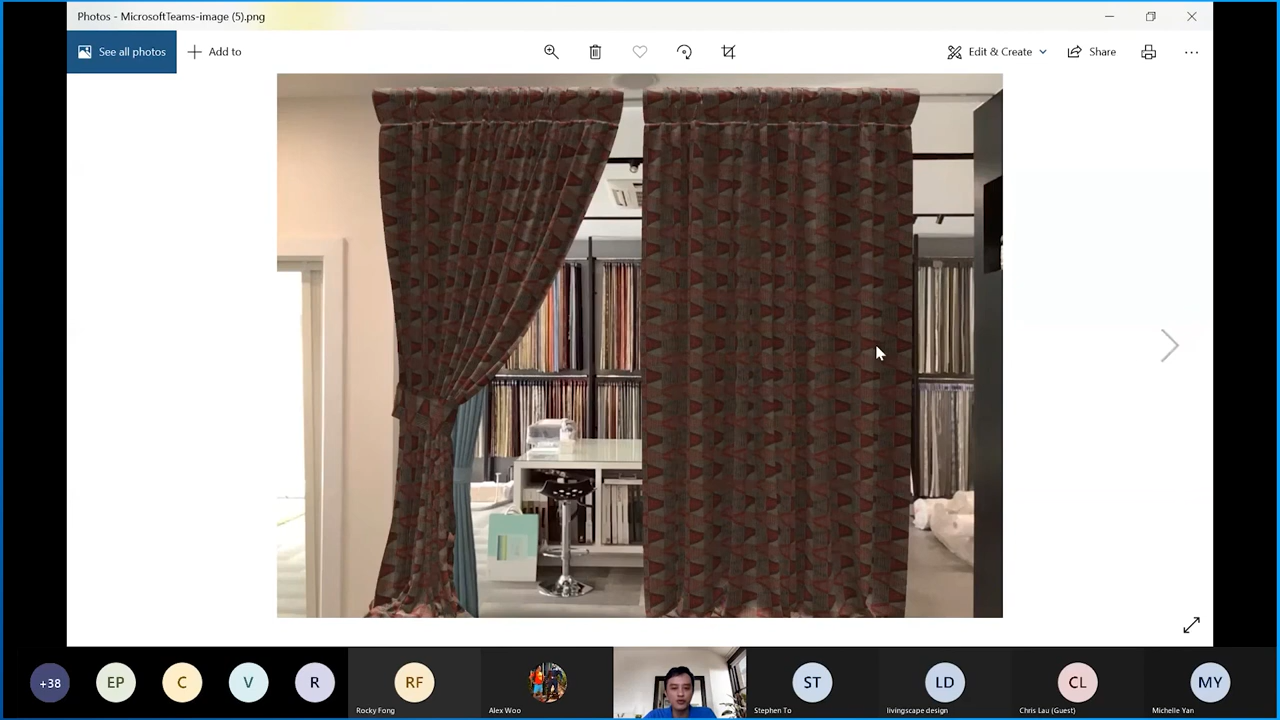 Photos - MicrosoftTeams-image (5).png
See all photos
Add to
Edit & Create
Share
+38
EP
C
V
R
RF
ST
LD
CL
MY
Rocky Fong
Alex Woo
Stephen To
livingscape design
Chris Lau (Guest)
Michelle Yan